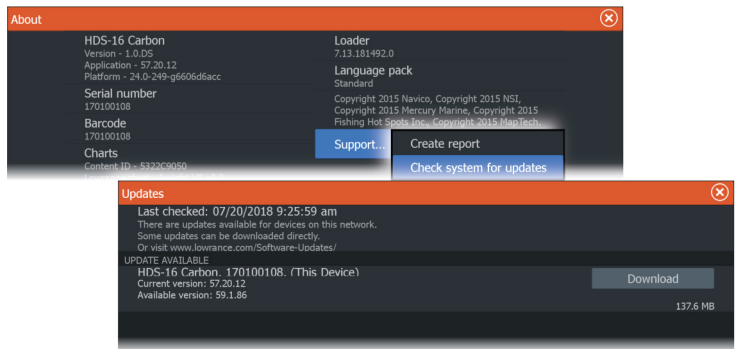 About
HDS-16 Carbon
Version - 1.0.DS
Application - 57.20.12
Platform - 24.0-249-g6606d6acc
Serial number
170100108
Barcode
170100108
Charts
Content ID - 5322C9050
Loader
7.13.181492.0
Language pack
Standard
Copyright 2015 Navico, Copyright 2015 NSI,
Copyright 2015 Mercury Marine, Copyright 2015
Fishing Hot Spots Inc., Copyright 2015 MapTech.
Support...
Create report
Check system for updates
Updates
Last checked: 07/20/2018 9:25:59 am
There are updates available for devices on this network.
Some updates can be downloaded directly.
Or visit www.lowrance.com/Software-Updates/
UPDATE AVAILABLE
HDS-16 Carbon, 170100108, (This Device)
Current version: 57.20.12
Available version: 59.1.86
Download
137.6 MB